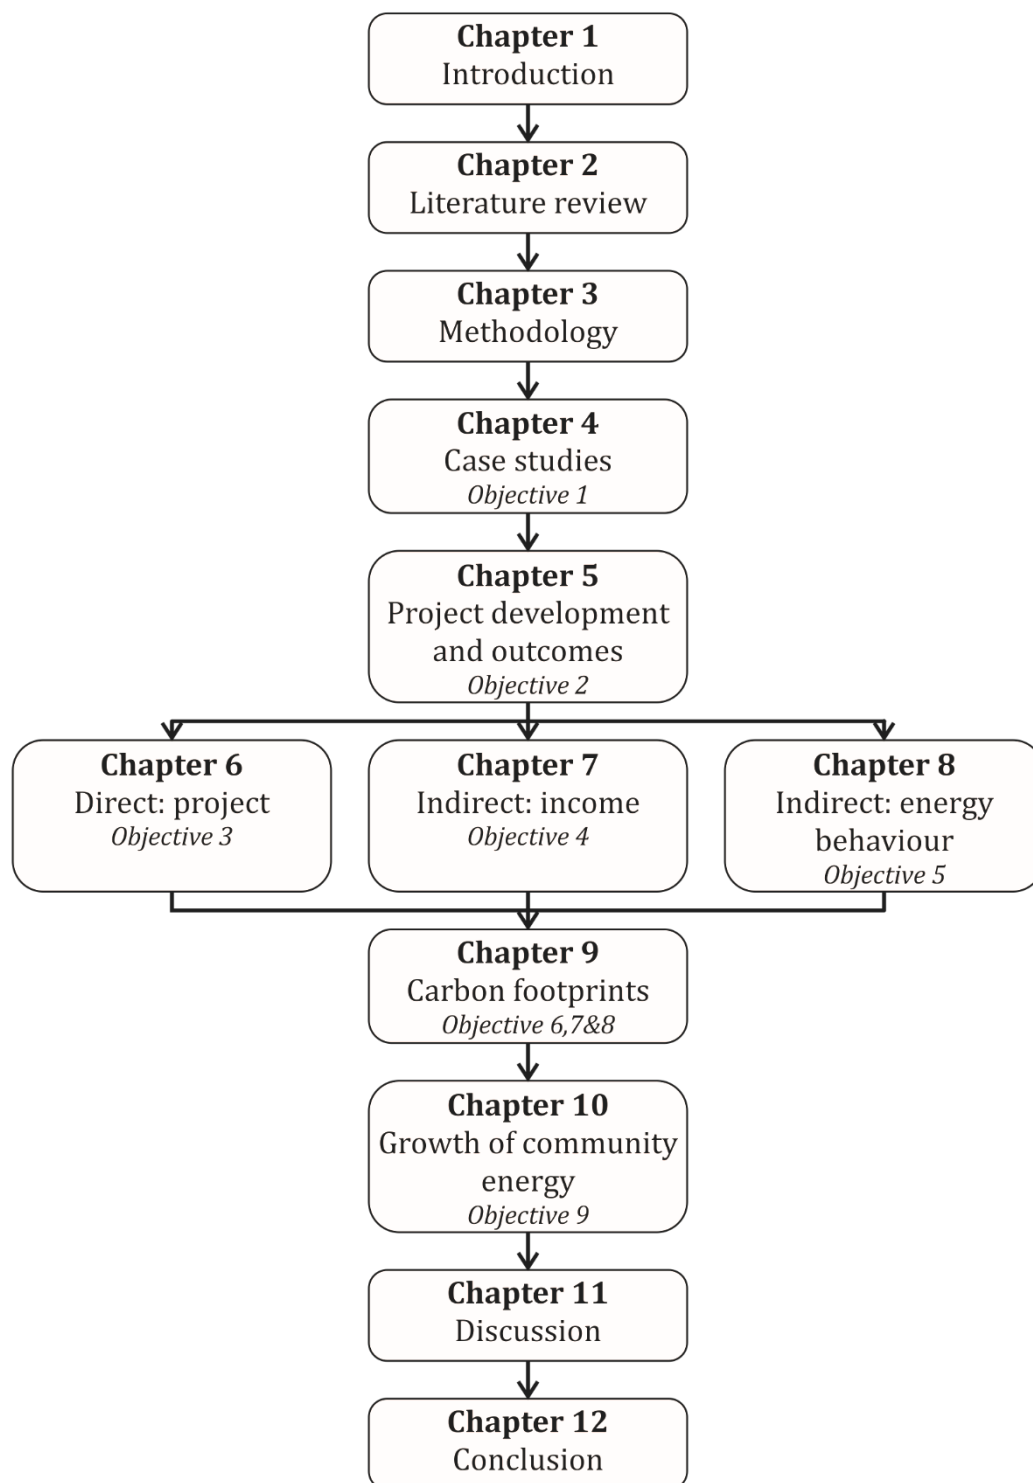 Chapter 1
Introduction
Chapter 2
Literature review
Chapter 3
Methodology
Chapter 4
Case studies
Objective 1
Chapter 5
Project development
and outcomes
Objective 2
Chapter 6
Direct: project
Objective 3
Chapter 7
Indirect: income
Objective 4
Chapter 8
Indirect: energy
behaviour
Objective 5
Chapter 9
Carbon footprints
Objective 6,7&8
Chapter 10
Growth of community
energy
Objective 9
Chapter 11
Discussion
Chapter 12
Conclusion